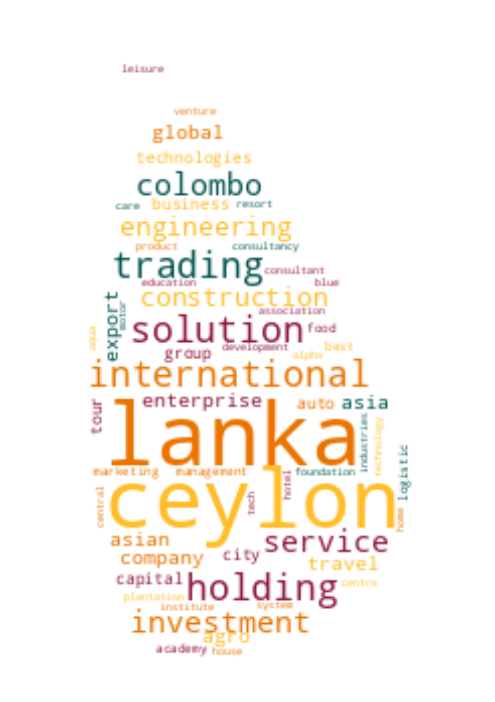 leisure
venture
global
technologies
colombo
care business resort
engineering
product consultancy
trading consultant
education blue
construction
export motor association
solution food
aqua group development best
alpha
international
tour enterprise auto asia
lanka
industries technology
marketing management foundation logistic
ceylon
central tech hotel home
asian service
company city travel
capital holding centre
plantation
institute system
investment
agro
academy house